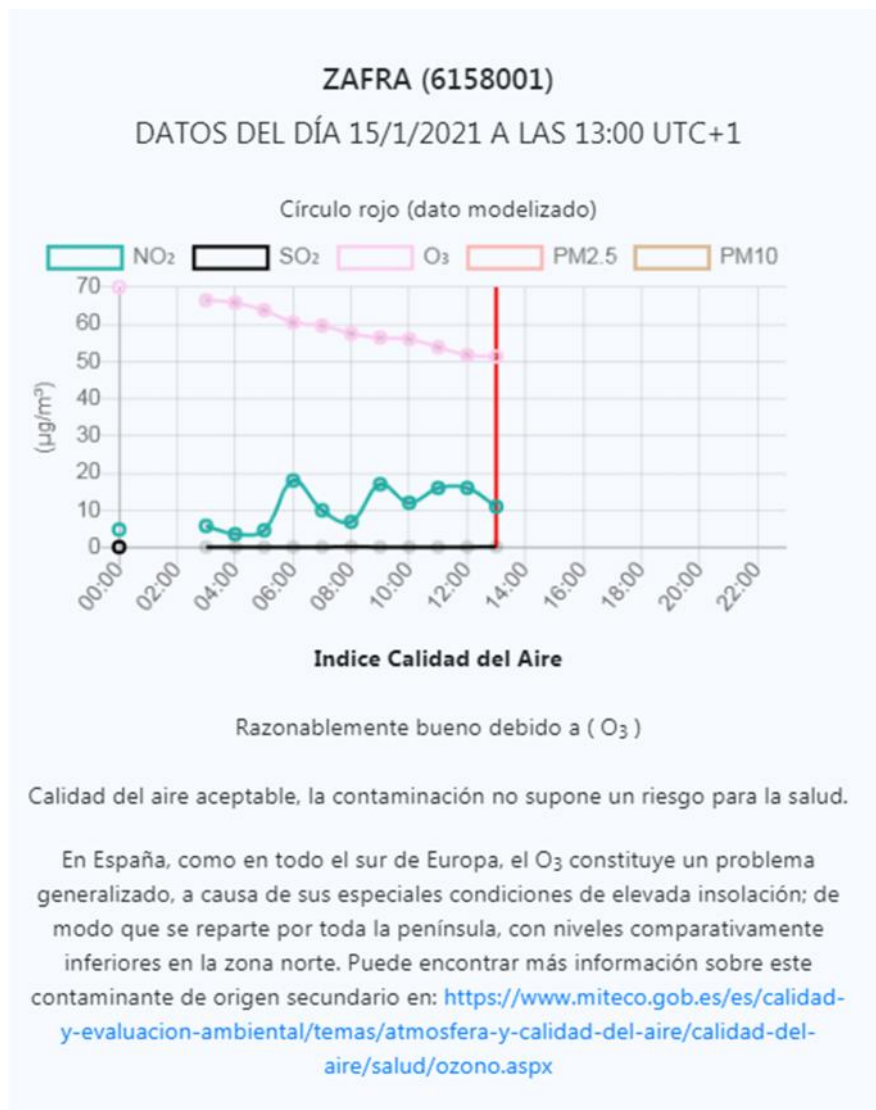 ZAFRA (6158001)
DATOS DEL DÍA 15/1/2021 A LAS 13:00 UTC+1
Círculo rojo (dato modelizado)
NO₂ SO₂ O₃ PM2.5 PM10
70
60
50
40
30
20
10
0
(µg/m³)
00:00 02:00 04:00 06:00 08:00 10:00 12:00 14:00 16:00 18:00 20:00 22:00
Indice Calidad del Aire
Razonablemente bueno debido a ( O₃ )
Calidad del aire aceptable, la contaminación no supone un riesgo para la salud.
En España, como en todo el sur de Europa, el O₃ constituye un problema
generalizado, a causa de sus especiales condiciones de elevada insolación; de
modo que se reparte por toda la península, con niveles comparativamente
inferiores en la zona norte. Puede encontrar más información sobre este
contaminante de origen secundario en: https://www.miteco.gob.es/es/calidad-
y-evaluacion-ambiental/temas/atmosfera-y-calidad-del-aire/calidad-del-
aire/salud/ozono.aspx